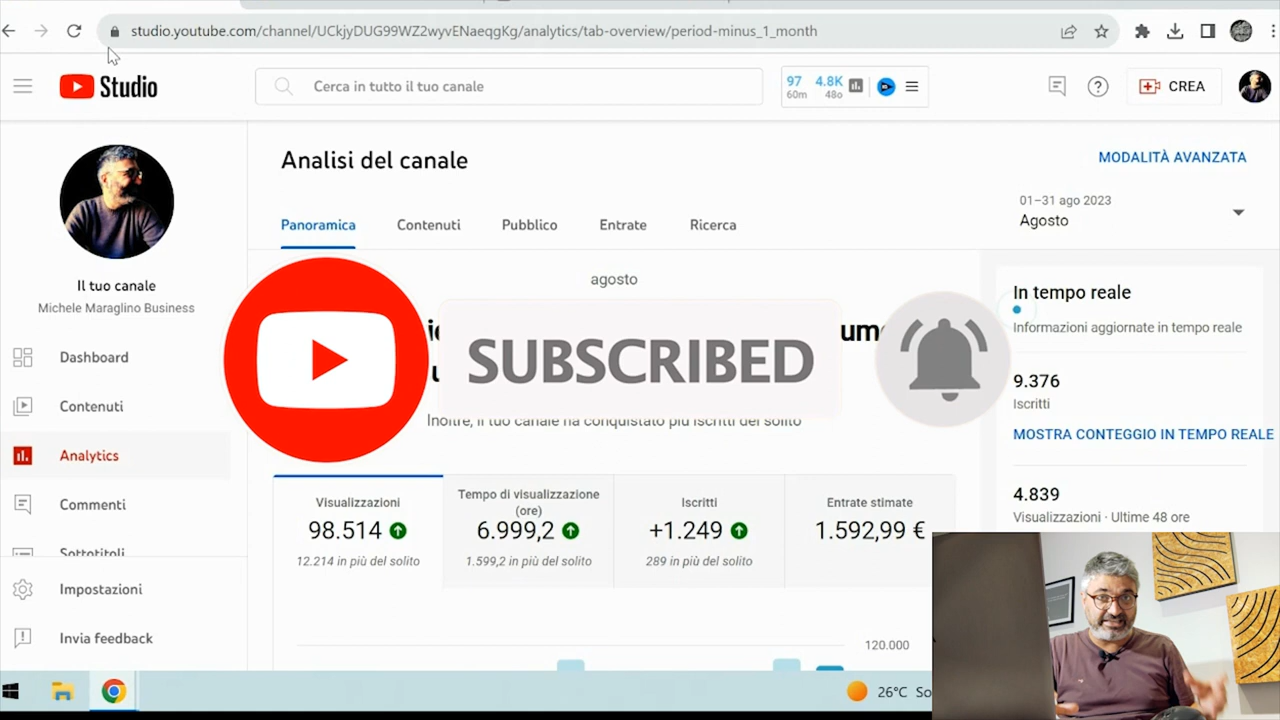 studio.youtube.com/channel/UCkjyDUG99WZ2wyvENaeqgKg/analytics/tab-overview/period-minus_1_month
Studio
Cerca in tutto il tuo canale
97
60m
4.8K
48o
CREA
Il tuo canale
Michele Maraglino Business
Dashboard
Contenuti
Analytics
Commenti
Sottotitoli
Impostazioni
Invia feedback
Analisi del canale
MODALITÀ AVANZATA
01–31 ago 2023
Agosto
Panoramica
Contenuti
Pubblico
Entrate
Ricerca
agosto
SUBSCRIBED
Inoltre, il tuo canale ha conquistato più iscritti del solito
Visualizzazioni
98.514
12.214 in più del solito
Tempo di visualizzazione
(ore)
6.999,2
1.599,2 in più del solito
Iscritti
+1.249
289 in più del solito
Entrate stimate
1.592,99 €
120.000
In tempo reale
Informazioni aggiornate in tempo reale
9.376
Iscritti
MOSTRA CONTEGGIO IN TEMPO REALE
4.839
Visualizzazioni · Ultime 48 ore
26°C